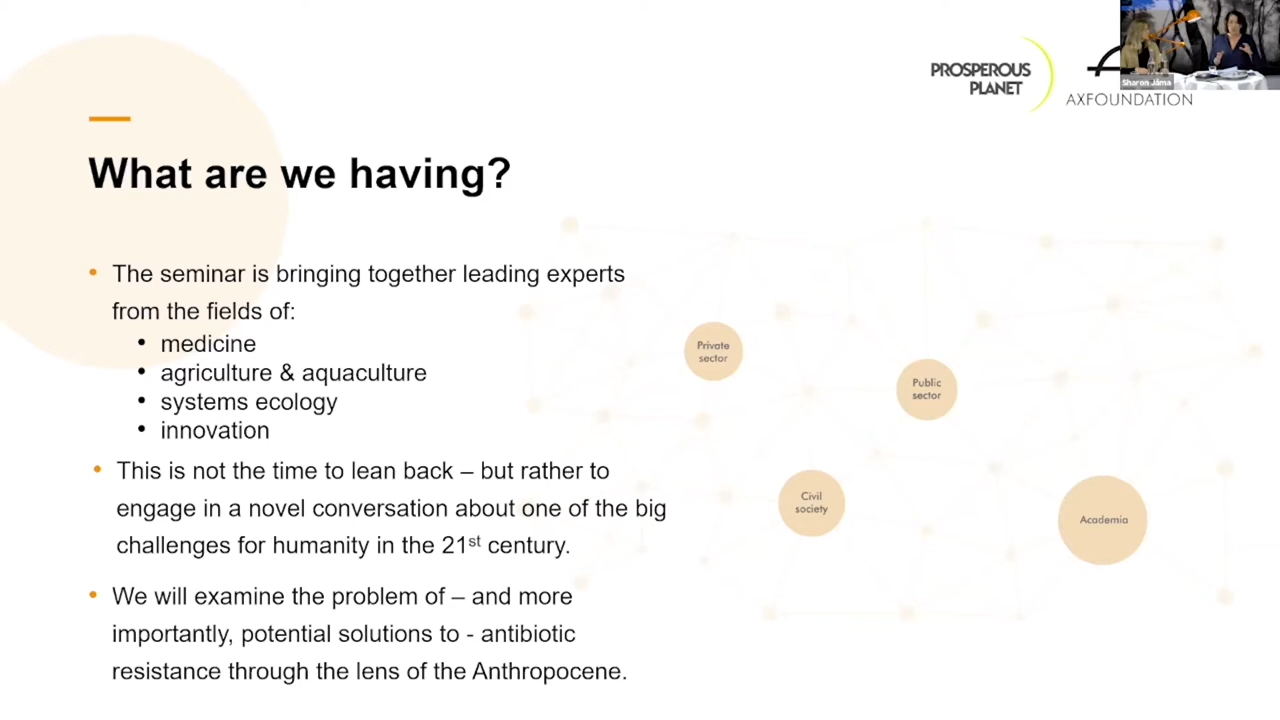 PROSPEROUS
PLANET
AXFOUNDATION
Sharon Jåma
What are we having?
• The seminar is bringing together leading experts
from the fields of:
• medicine
• agriculture & aquaculture
• systems ecology
• innovation
• This is not the time to lean back – but rather to
engage in a novel conversation about one of the big
challenges for humanity in the 21st century.
• We will examine the problem of – and more
importantly, potential solutions to - antibiotic
resistance through the lens of the Anthropocene.
Private
sector
Public
sector
Civil
society
Academia